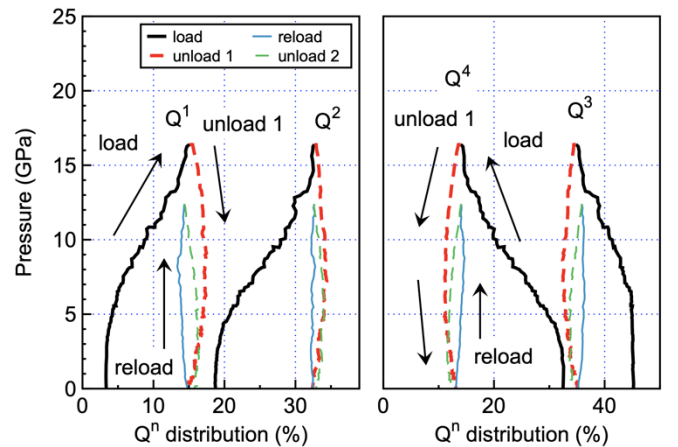 25
20
15
10
5
0
Pressure (GPa)
load
reload
unload 1
unload 2
Q1
unload 1
Q2
load
reload
0
10
20
30
Qn distribution (%)
Q4
Q3
unload 1
load
reload
0
20
40
Qn distribution (%)